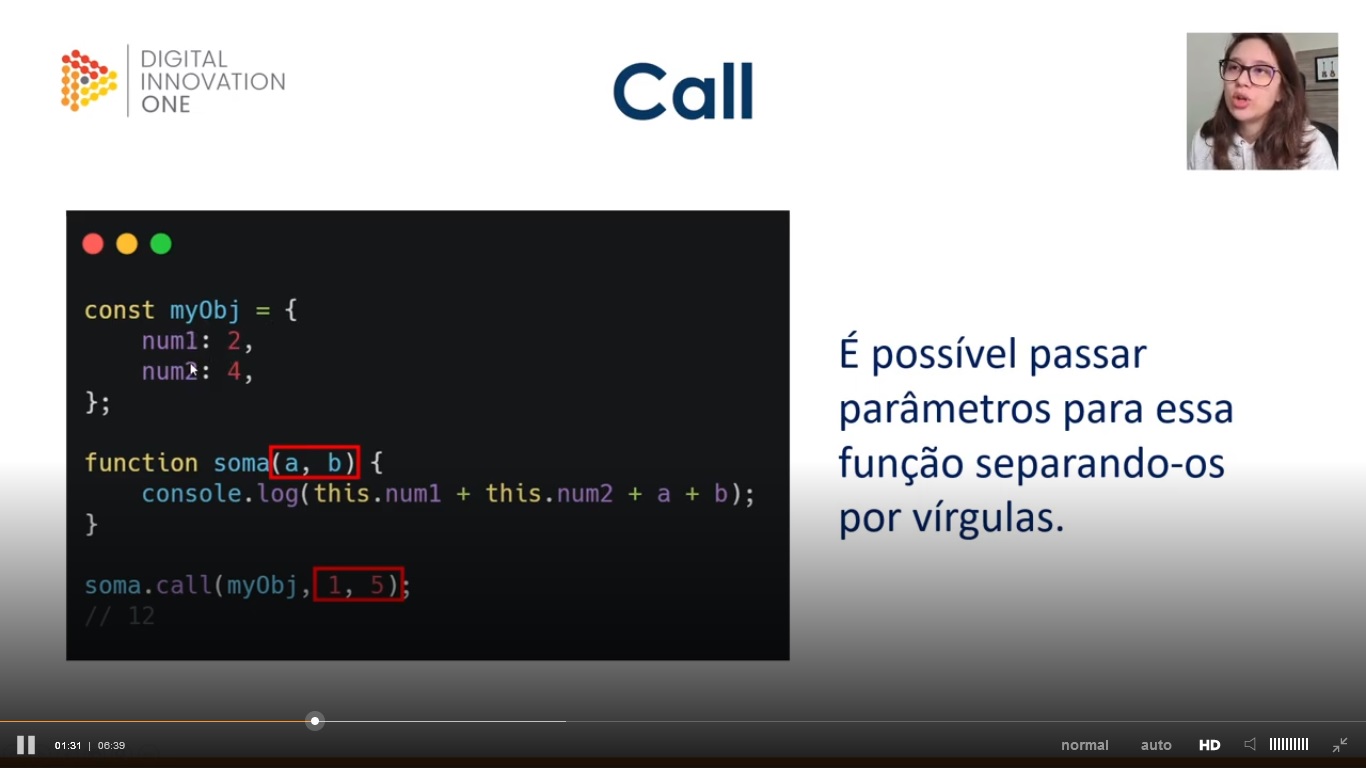 DIGITAL
INNOVATION
ONE
Call
const myObj = {
    num1: 2,
    num2: 4,
};
function soma(a, b) {
    console.log(this.num1 + this.num2 + a + b);
}
soma.call(myObj, 1, 5);
// 12
É possível passar
parâmetros para essa
função separando-os
por vírgulas.
01:31 | 06:39
normal auto HD